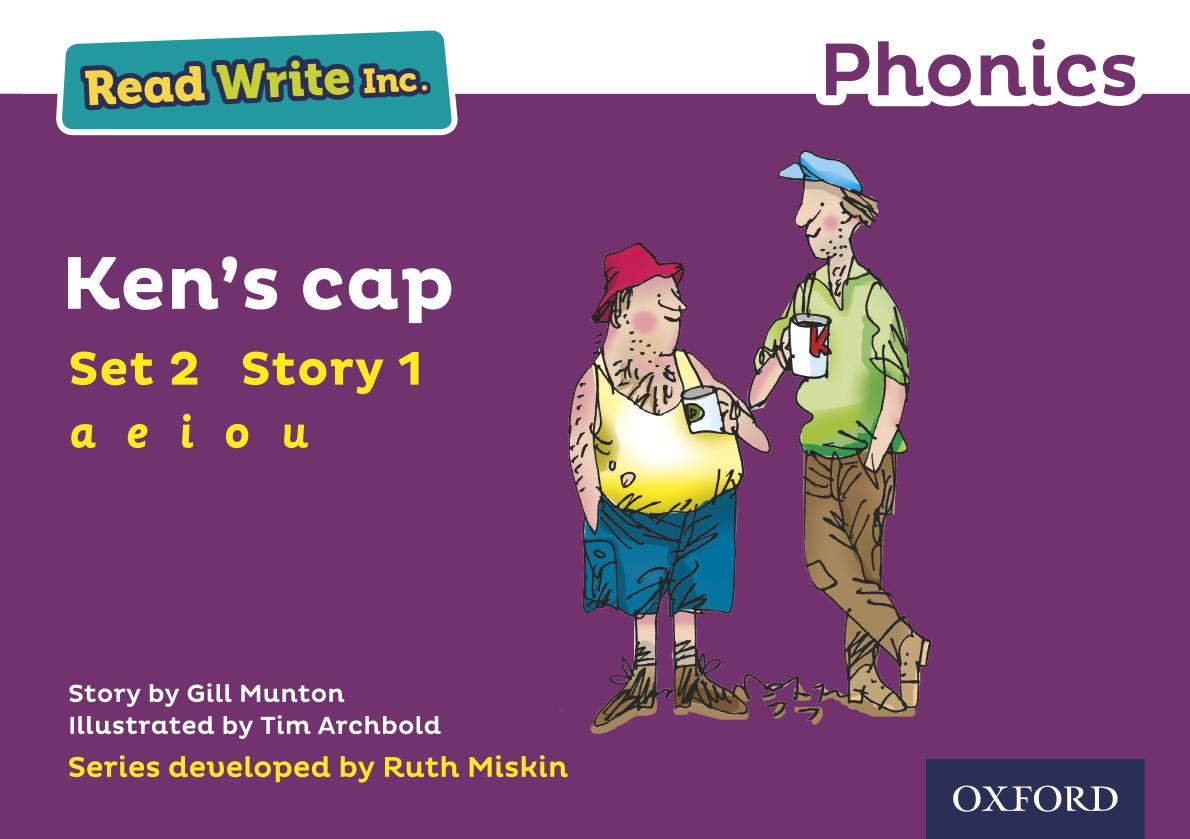 Read Write Inc.
Phonics
Ken's cap
Set 2 Story 1
a e i o u
K
Story by Gill Munton
Illustrated by Tim Archbold
Series developed by Ruth Miskin
OXFORD